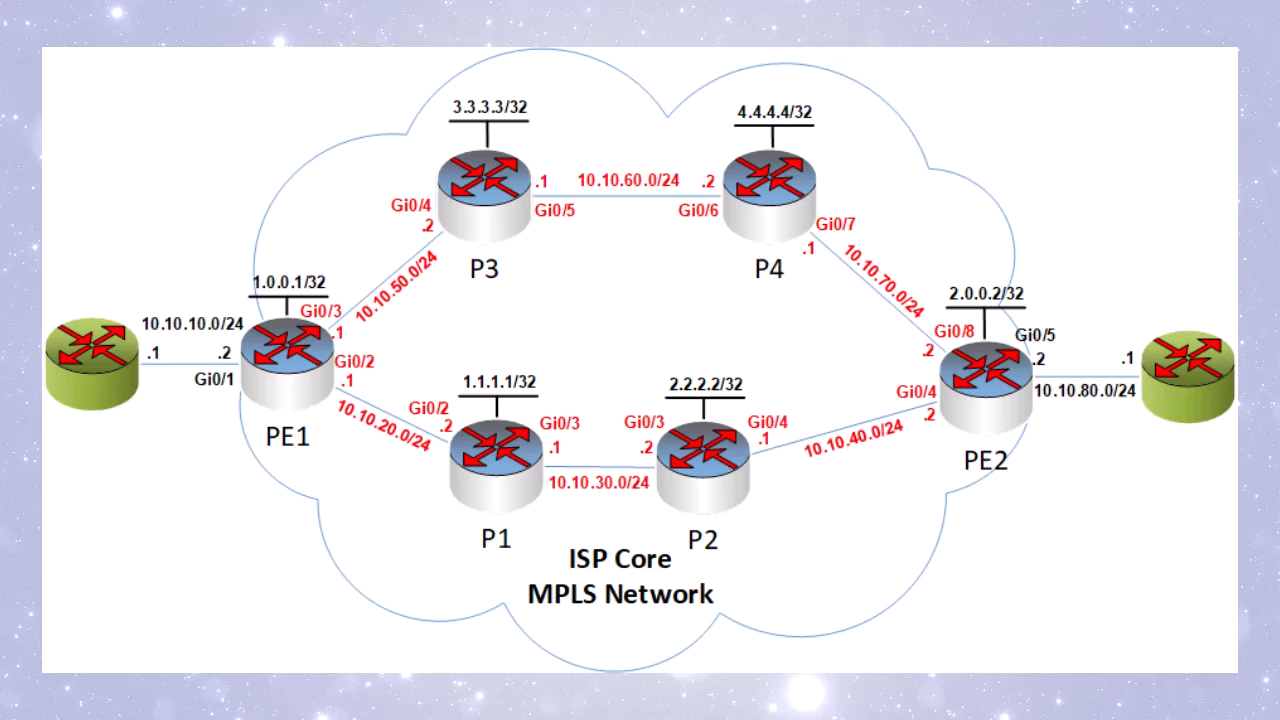 3.3.3.3/32
4.4.4.4/32
.1
10.10.60.0/24
.2
Gi0/4
Gi0/5
Gi0/6
.2
Gi0/7
.1
P3
P4
10.10.50.0/24
10.10.70.0/24
1.0.0.1/32
2.0.0.2/32
Gi0/3
.1
10.10.10.0/24
.1
.2
Gi0/1
Gi0/2
.1
Gi0/8
.2
Gi0/5
.2
.1
10.10.80.0/24
PE1
1.1.1.1/32
2.2.2.2/32
Gi0/4
.2
PE2
10.10.20.0/24
Gi0/2
.2
Gi0/3
.1
Gi0/3
.2
Gi0/4
.1
10.10.40.0/24
10.10.30.0/24
P1
P2
ISP Core
MPLS Network